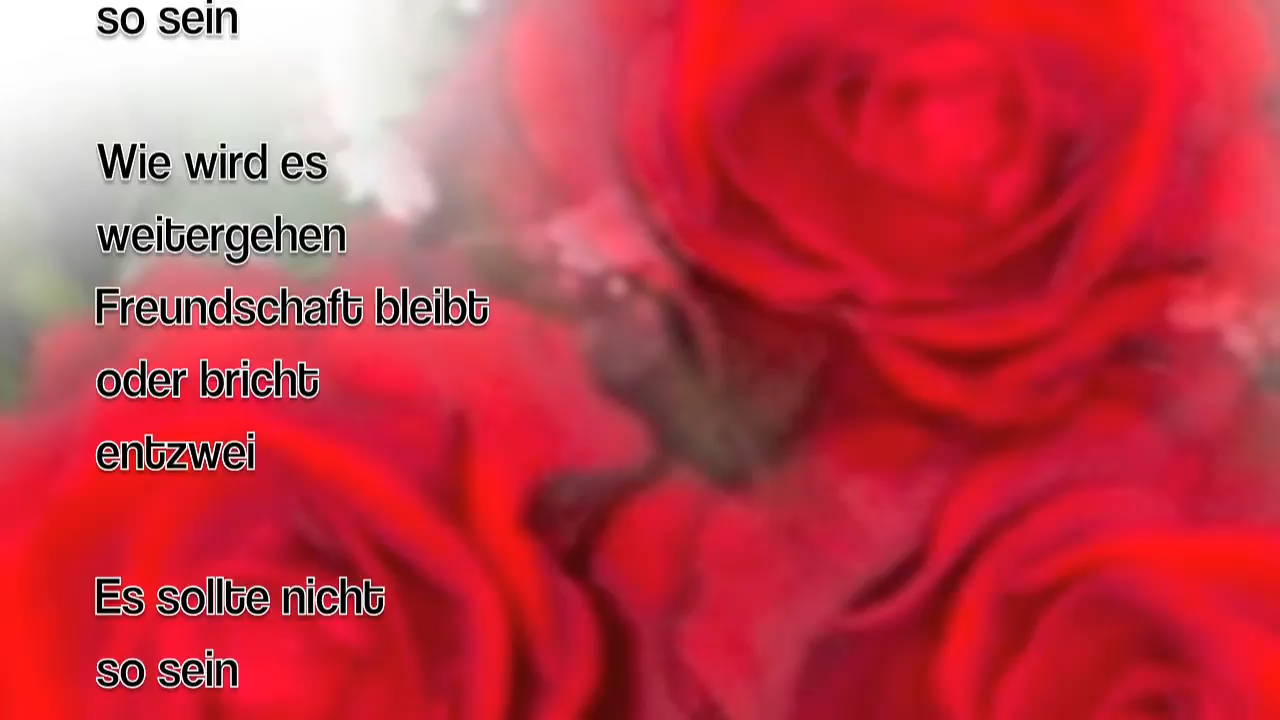 so sein
Wie wird es
weitergehen
Freundschaft bleibt
oder bricht
entzwei
Es sollte nicht
so sein